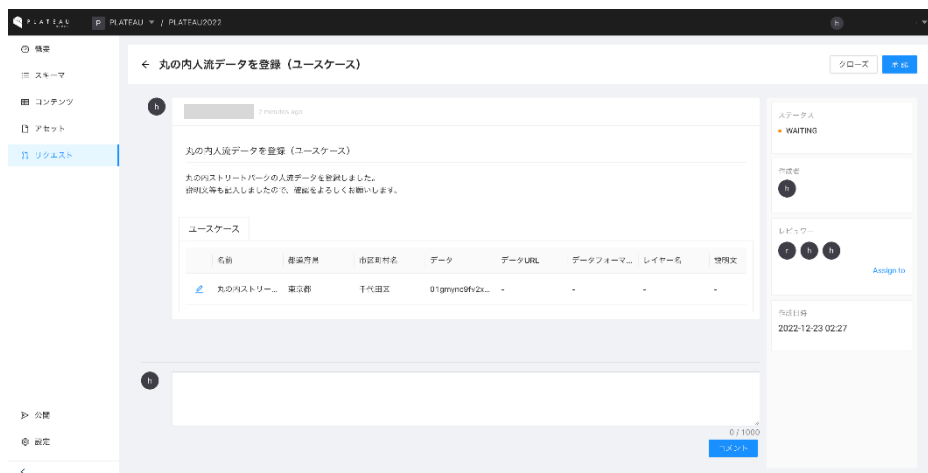 PLATEAU
P PLATEAU / PLATEAU2022
h
概要
スキーマ
コンテンツ
アセット
リクエスト
公開
設定
← 丸の内人流データを登録（ユースケース）
クローズ
承認
h
2 minutes ago
丸の内人流データを登録（ユースケース）
丸の内ストリートパークの人流データを登録しました。
説明文等も記入しましたので、確認をよろしくお願いします。
ユースケース
名前 都道府県 市区町村名 データ データURL データフォーマ... レイヤー名 説明文
丸の内ストリー... 東京都 千代田区 01gmync9fv2x... - - - -
h
0 / 1000
コメント
ステータス
WAITING
作成者
h
レビュワー
r h h
Assign to
作成日時
2022-12-23 02:27